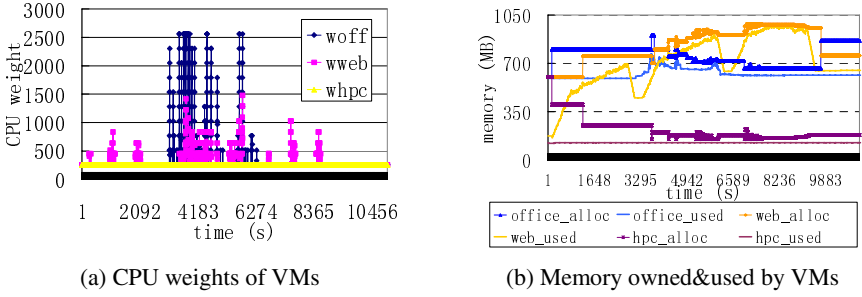 3000
2500
2000
1500
1000
500
0
CPU weight
woff
wweb
whpc
1 2092 4183 6274 8365 10456
time (s)
(a) CPU weights of VMs
1050
700
350
0
memory (MB)
1 1648 3295 4942 6589 8236 9883
time (s)
office_alloc office_used web_alloc
web_used hpc_alloc hpc_used
(b) Memory owned&used by VMs